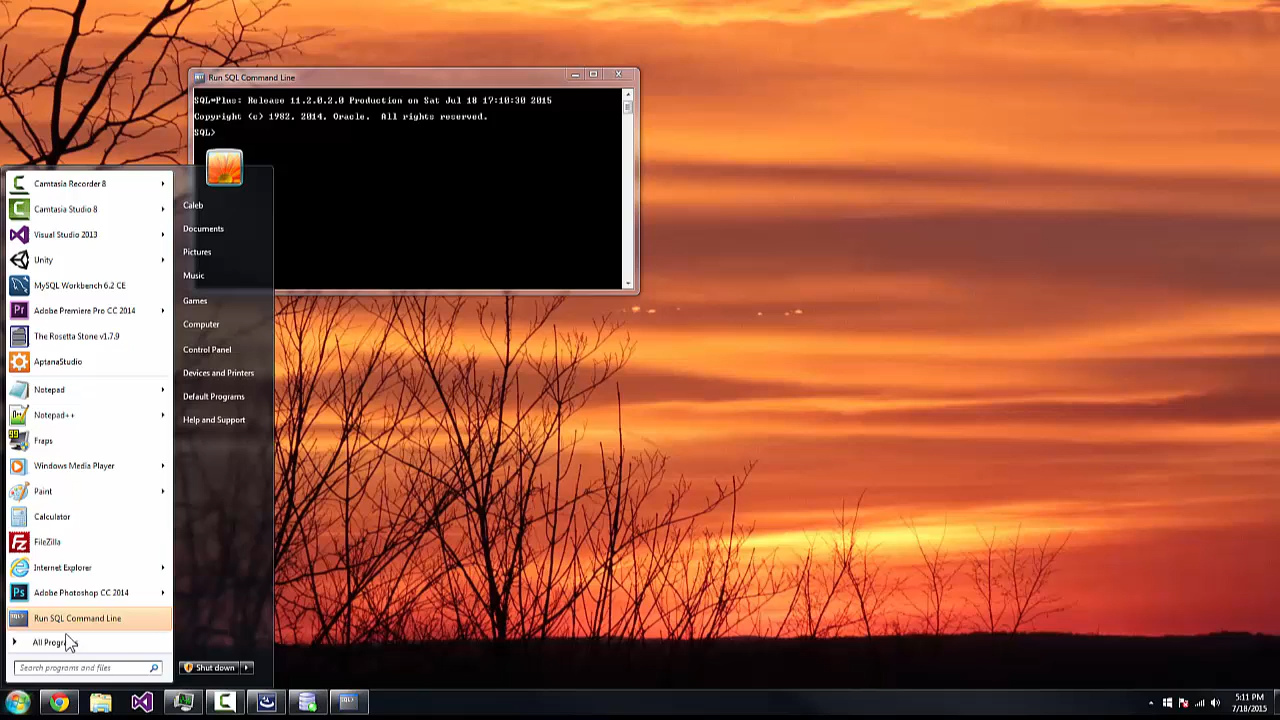 Run SQL Command Line
SQL*Plus: Release 11.2.0.2.0 Production on Sat Jul 18 17:10:30 2015
Copyright (c) 1982, 2014, Oracle. All rights reserved.
SQL>
Camtasia Recorder 8
Camtasia Studio 8
Visual Studio 2013
Unity
MySQL Workbench 6.2 CE
Pr
Adobe Premiere Pro CC 2014
The Rosetta Stone v1.7.9
AptanaStudio
Notepad
Notepad++
Fraps
Windows Media Player
Paint
Calculator
Fz
FileZilla
Internet Explorer
Ps
Adobe Photoshop CC 2014
Run SQL Command Line
All Programs
Search programs and files
Caleb
Documents
Pictures
Music
Games
Computer
Control Panel
Devices and Printers
Default Programs
Help and Support
Shut down
5:11 PM
7/18/2015